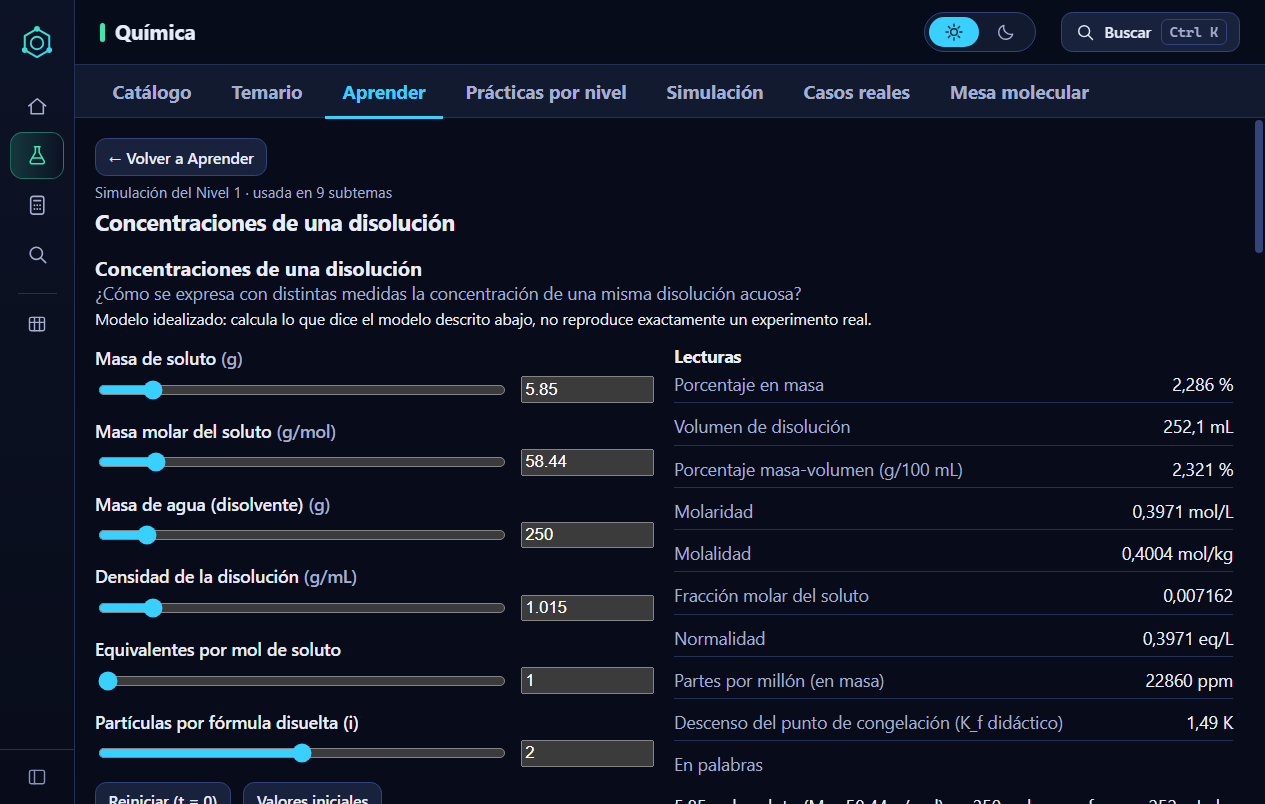 Química
Buscar Ctrl K
Catálogo Temario Aprender Prácticas por nivel Simulación Casos reales Mesa molecular
← Volver a Aprender
Simulación del Nivel 1 · usada en 9 subtemas
Concentraciones de una disolución
Concentraciones de una disolución
¿Cómo se expresa con distintas medidas la concentración de una misma disolución acuosa?
Modelo idealizado: calcula lo que dice el modelo descrito abajo, no reproduce exactamente un experimento real.
Masa de soluto (g)
5.85
Masa molar del soluto (g/mol)
58.44
Masa de agua (disolvente) (g)
250
Densidad de la disolución (g/mL)
1.015
Equivalentes por mol de soluto
1
Partículas por fórmula disuelta (i)
2
Reiniciar (t = 0) Valores iniciales
Lecturas
Porcentaje en masa 2,286 %
Volumen de disolución 252,1 mL
Porcentaje masa-volumen (g/100 mL) 2,321 %
Molaridad 0,3971 mol/L
Molalidad 0,4004 mol/kg
Fracción molar del soluto 0,007162
Normalidad 0,3971 eq/L
Partes por millón (en masa) 22860 ppm
Descenso del punto de congelación (K_f didáctico) 1,49 K
En palabras